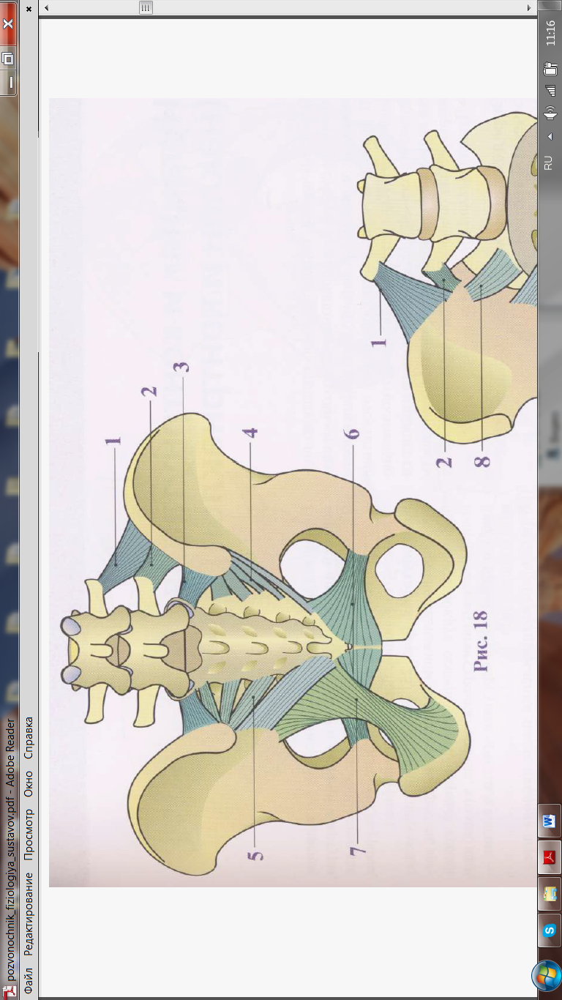 pozvonochnik_fiziologiya_sustavov.pdf - Adobe Reader
Файл Редактирование Просмотр Окно Справка
1
2
3
4
6
5
7
Рис. 18
1
2
8
RU
11:16